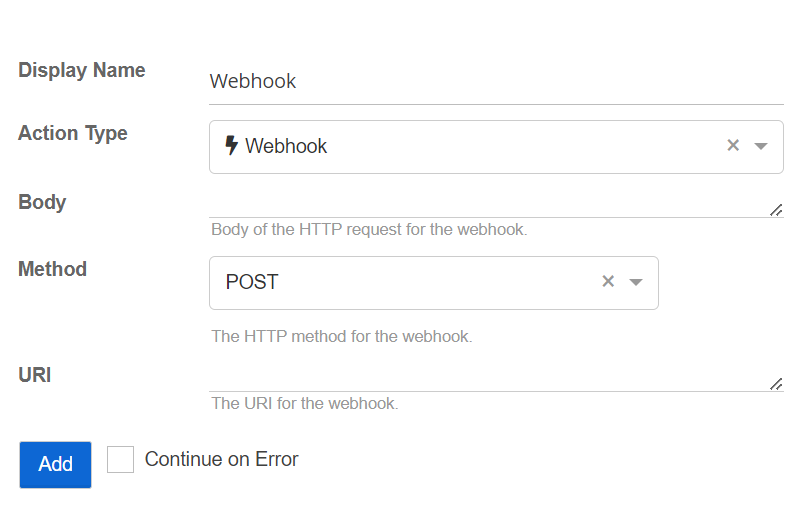 Display Name
Webhook
Action Type
Webhook
Body
Body of the HTTP request for the webhook.
Method
POST
The HTTP method for the webhook.
URI
The URI for the webhook.
Add
Continue on Error